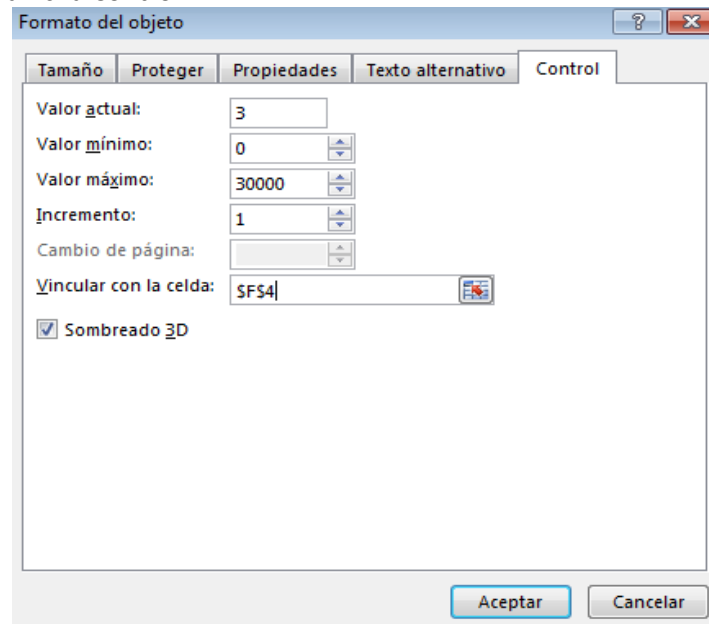 Formato del objeto
Tamaño Proteger Propiedades Texto alternativo Control
Valor actual: 3
Valor mínimo: 0
Valor máximo: 30000
Incremento: 1
Cambio de página:
Vincular con la celda: $F$4
Sombreado 3D
Aceptar Cancelar